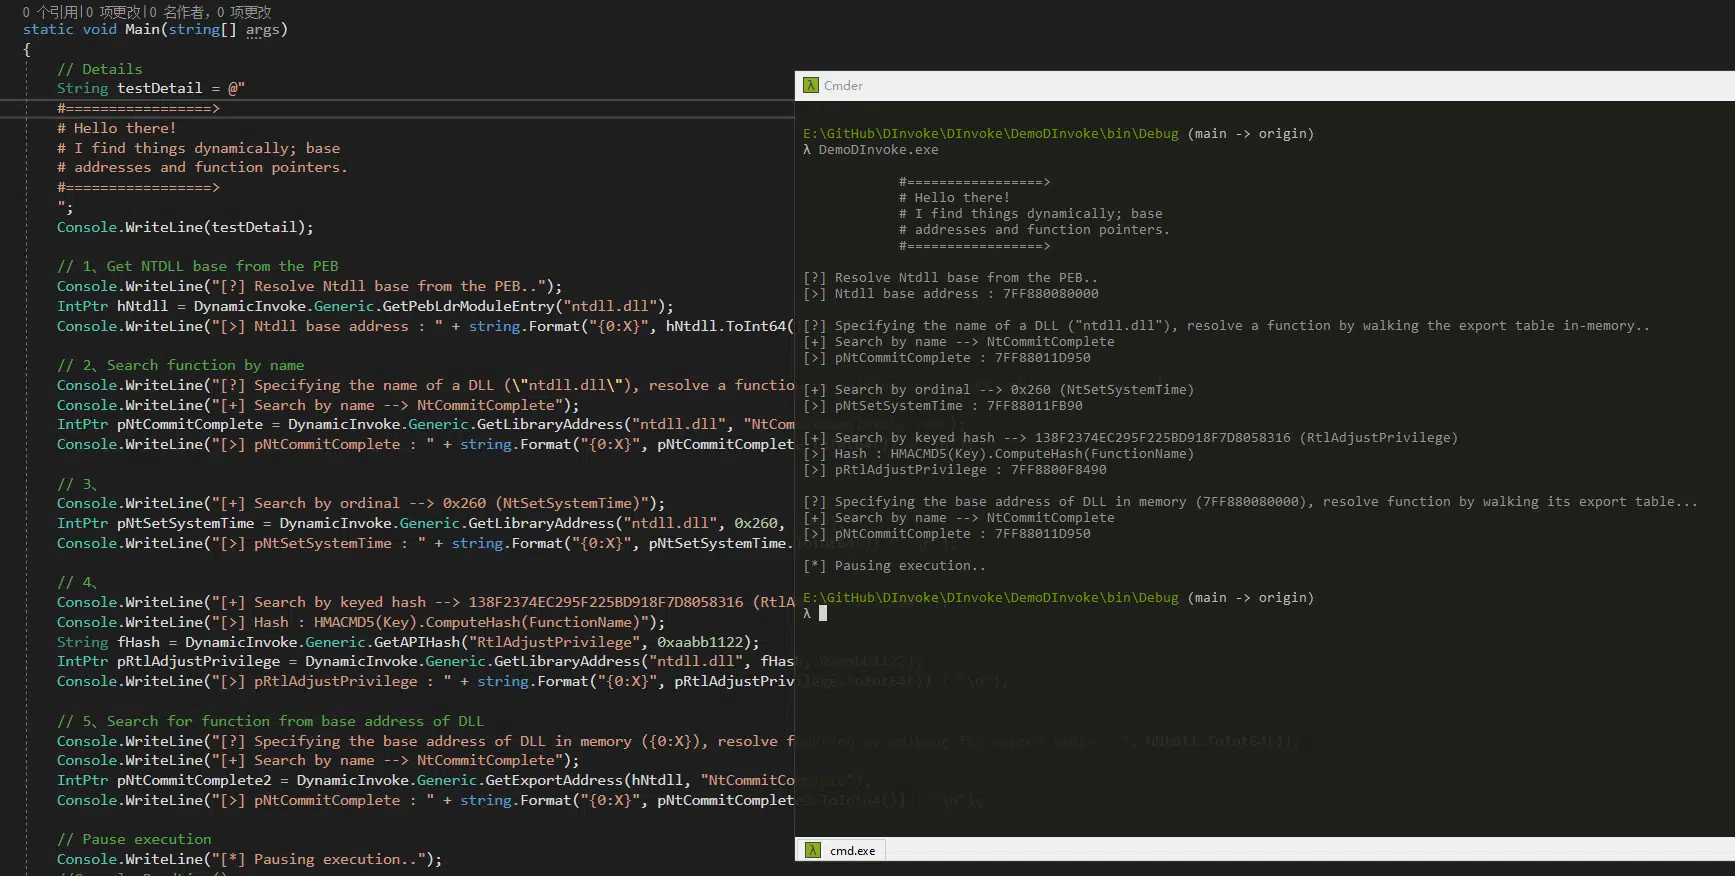 0 个引用|0 项更改|0 名作者，0 项更改
static void Main(string[] args)
{
// Details
String testDetail = @"
#=================>
# Hello there!
# I find things dynamically; base
# addresses and function pointers.
#=================>
";
Console.WriteLine(testDetail);
// 1、Get NTDLL base from the PEB
Console.WriteLine("[?] Resolve Ntdll base from the PEB..");
IntPtr hNtdll = DynamicInvoke.Generic.GetPebLdrModuleEntry("ntdll.dll");
Console.WriteLine("[>] Ntdll base address : " + string.Format("{0:X}", hNtdll.ToInt64(
// 2、Search function by name
Console.WriteLine("[?] Specifying the name of a DLL (\"ntdll.dll\"), resolve a functio
Console.WriteLine("[+] Search by name --> NtCommitComplete");
IntPtr pNtCommitComplete = DynamicInvoke.Generic.GetLibraryAddress("ntdll.dll", "NtCom
Console.WriteLine("[>] pNtCommitComplete : " + string.Format("{0:X}", pNtCommitComplet
// 3、
Console.WriteLine("[+] Search by ordinal --> 0x260 (NtSetSystemTime)");
IntPtr pNtSetSystemTime = DynamicInvoke.Generic.GetLibraryAddress("ntdll.dll", 0x260,
Console.WriteLine("[>] pNtSetSystemTime : " + string.Format("{0:X}", pNtSetSystemTime.
// 4、
Console.WriteLine("[+] Search by keyed hash --> 138F2374EC295F225BD918F7D8058316 (RtlA
Console.WriteLine("[>] Hash : HMACMD5(Key).ComputeHash(FunctionName)");
String fHash = DynamicInvoke.Generic.GetAPIHash("RtlAdjustPrivilege", 0xaabb1122);
IntPtr pRtlAdjustPrivilege = DynamicInvoke.Generic.GetLibraryAddress("ntdll.dll", fHash, 0xaabb1122);
Console.WriteLine("[>] pRtlAdjustPrivilege : " + string.Format("{0:X}", pRtlAdjustPrivilege.ToInt64()) + "\n");
// 5、Search for function from base address of DLL
Console.WriteLine("[?] Specifying the base address of DLL in memory ({0:X}), resolve function by walking its export table...", hNtdll.ToInt64());
Console.WriteLine("[+] Search by name --> NtCommitComplete");
IntPtr pNtCommitComplete2 = DynamicInvoke.Generic.GetExportAddress(hNtdll, "NtCommitComplete");
Console.WriteLine("[>] pNtCommitComplete : " + string.Format("{0:X}", pNtCommitComplete2.ToInt64()) + "\n");
// Pause execution
Console.WriteLine("[*] Pausing execution..");
Cmder
E:\GitHub\DInvoke\DInvoke\DemoDInvoke\bin\Debug (main -> origin)
λ DemoDInvoke.exe
#=================>
# Hello there!
# I find things dynamically; base
# addresses and function pointers.
#=================>
[?] Resolve Ntdll base from the PEB..
[>] Ntdll base address : 7FF880080000
[?] Specifying the name of a DLL ("ntdll.dll"), resolve a function by walking the export table in-memory..
[+] Search by name --> NtCommitComplete
[>] pNtCommitComplete : 7FF88011D950
[+] Search by ordinal --> 0x260 (NtSetSystemTime)
[>] pNtSetSystemTime : 7FF88011FB90
[+] Search by keyed hash --> 138F2374EC295F225BD918F7D8058316 (RtlAdjustPrivilege)
[>] Hash : HMACMD5(Key).ComputeHash(FunctionName)
[>] pRtlAdjustPrivilege : 7FF8800F8490
[?] Specifying the base address of DLL in memory (7FF880080000), resolve function by walking its export table...
[+] Search by name --> NtCommitComplete
[>] pNtCommitComplete : 7FF88011D950
[*] Pausing execution..
E:\GitHub\DInvoke\DInvoke\DemoDInvoke\bin\Debug (main -> origin)
λ
cmd.exe